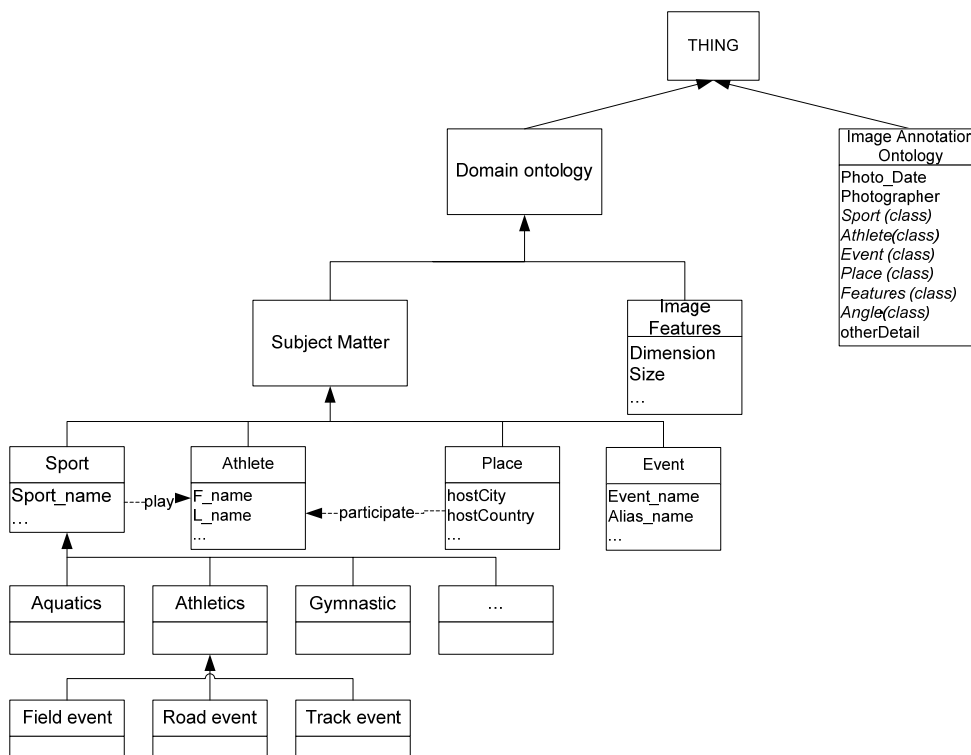 THING
Domain ontology
Image Annotation
Ontology
Photo_Date
Photographer
Sport (class)
Athlete(class)
Event (class)
Place (class)
Features (class)
Angle(class)
otherDetail
Subject Matter
Image
Features
Dimension
Size
...
Sport
Sport_name
...
play
Athlete
F_name
L_name
...
participate
Place
hostCity
hostCountry
...
Event
Event_name
Alias_name
...
Aquatics
Athletics
Gymnastic
...
Field event
Road event
Track event